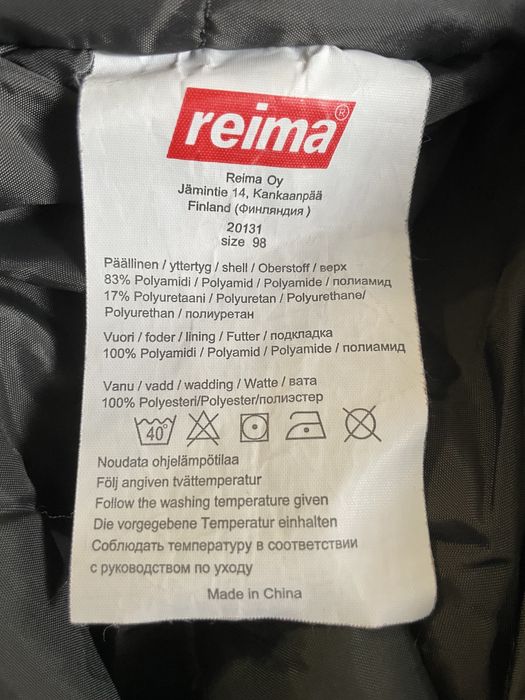 reima®
Reima Oy
Jämintie 14, Kankaanpää
Finland (Финляндия)
20131
size 98
Päällinen / yttertyg / shell / Oberstoff / верх
83% Polyamidi / Polyamid / Polyamide / полиамид
17% Polyuretaani / Polyuretan / Polyurethane/
Polyurethan / полиуретан
Vuori / foder / lining / Futter / подкладка
100% Polyamidi / Polyamid / Polyamide / полиамид
Vanu / vadd / wadding / Watte / вата
100% Polyesteri/Polyester/полиэстер
40°
Noudata ohjelämpötilaa
Följ angiven tvättemperatur
Follow the washing temperature given
Die vorgegebene Temperatur einhalten
Соблюдать температуру в соответствии
с руководством по уходу
Made in China